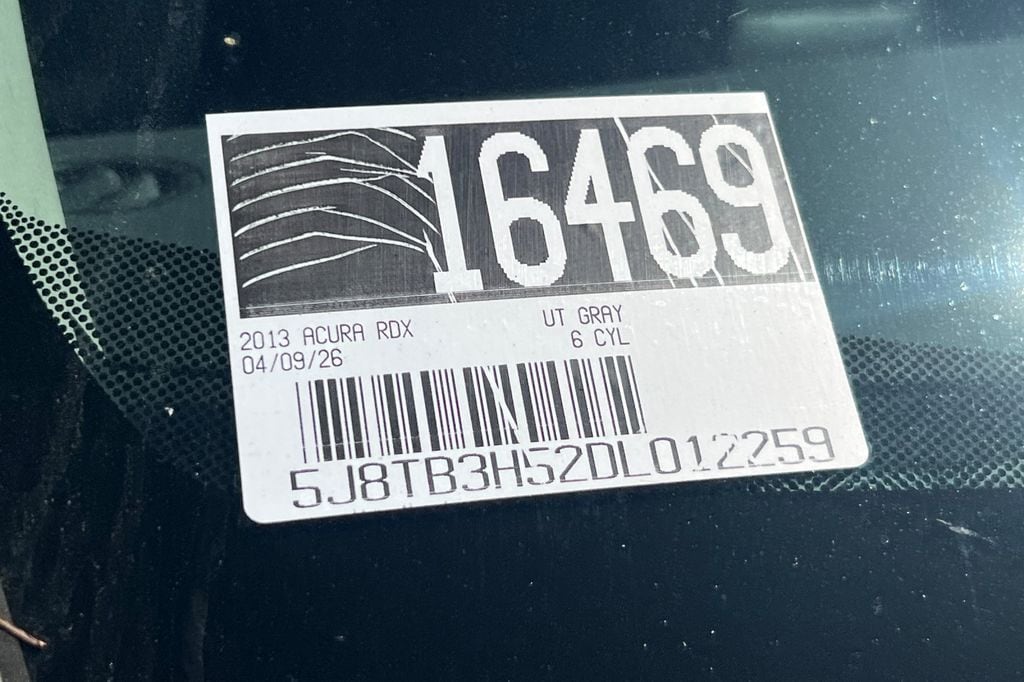 16469
2013 ACURA RDX UT GRAY
04/09/26 6 CYL
5J8TB3H52DL012259